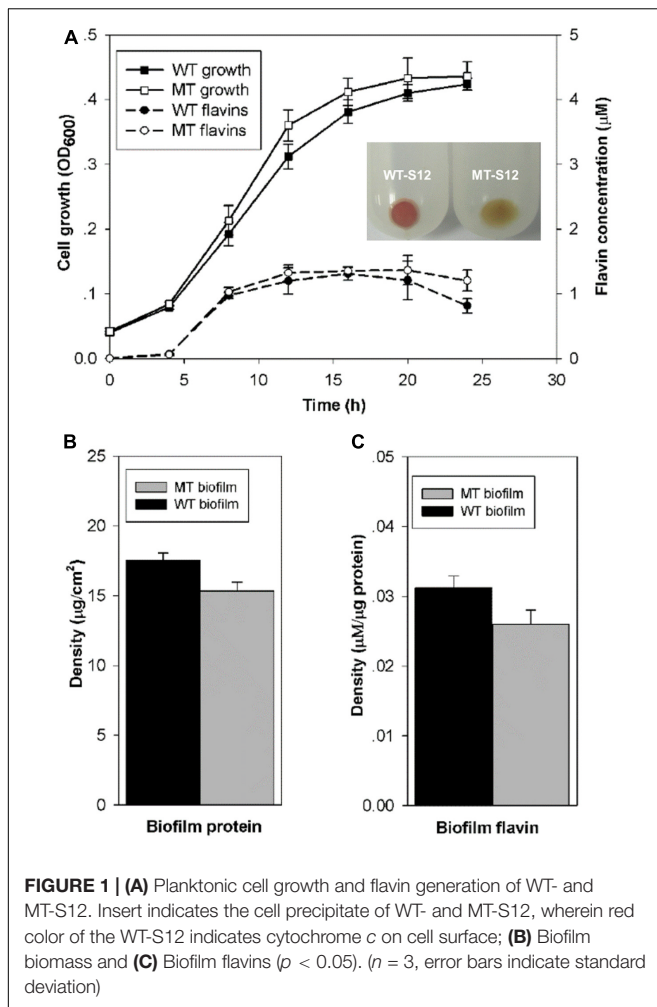 A
.5
.4
.3
.2
0.1
0.0
Cell growth (OD600)
WT growth
MT growth
WT flavins
MT flavins
WT-S12 MT-S12
5
4
3
2
1
0
Flavin concentration (μM)
0 5 10 15 20 25 30
Time (h)
B
25
20
15
10
5
0
Density (μg/cm²)
MT biofilm
WT biofilm
Biofilm protein
C
.05
.04
.03
.02
.01
0.00
Density (μM/μg protein)
MT biofilm
WT biofilm
Biofilm flavin
FIGURE 1 | (A) Planktonic cell growth and flavin generation of WT- and
MT-S12. Insert indicates the cell precipitate of WT- and MT-S12, wherein red
color of the WT-S12 indicates cytochrome c on cell surface; (B) Biofilm
biomass and (C) Biofilm flavins (p < 0.05). (n = 3, error bars indicate standard
deviation)